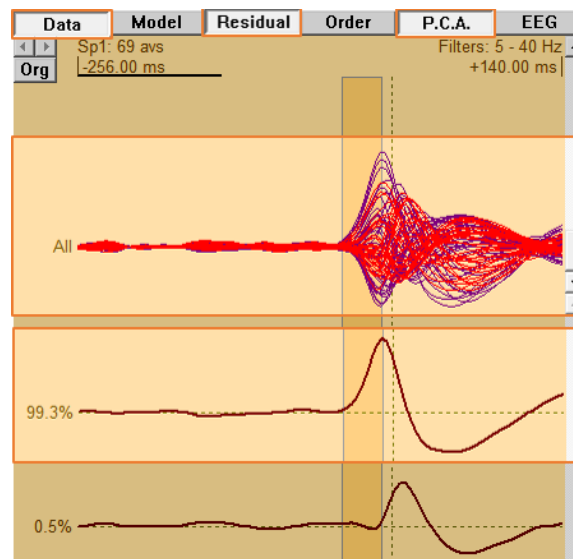 Data Model Residual Order P.C.A. EEG
Sp1: 69 avs Filters: 5 - 40 Hz
Org -256.00 ms +140.00 ms
All
99.3%
0.5%